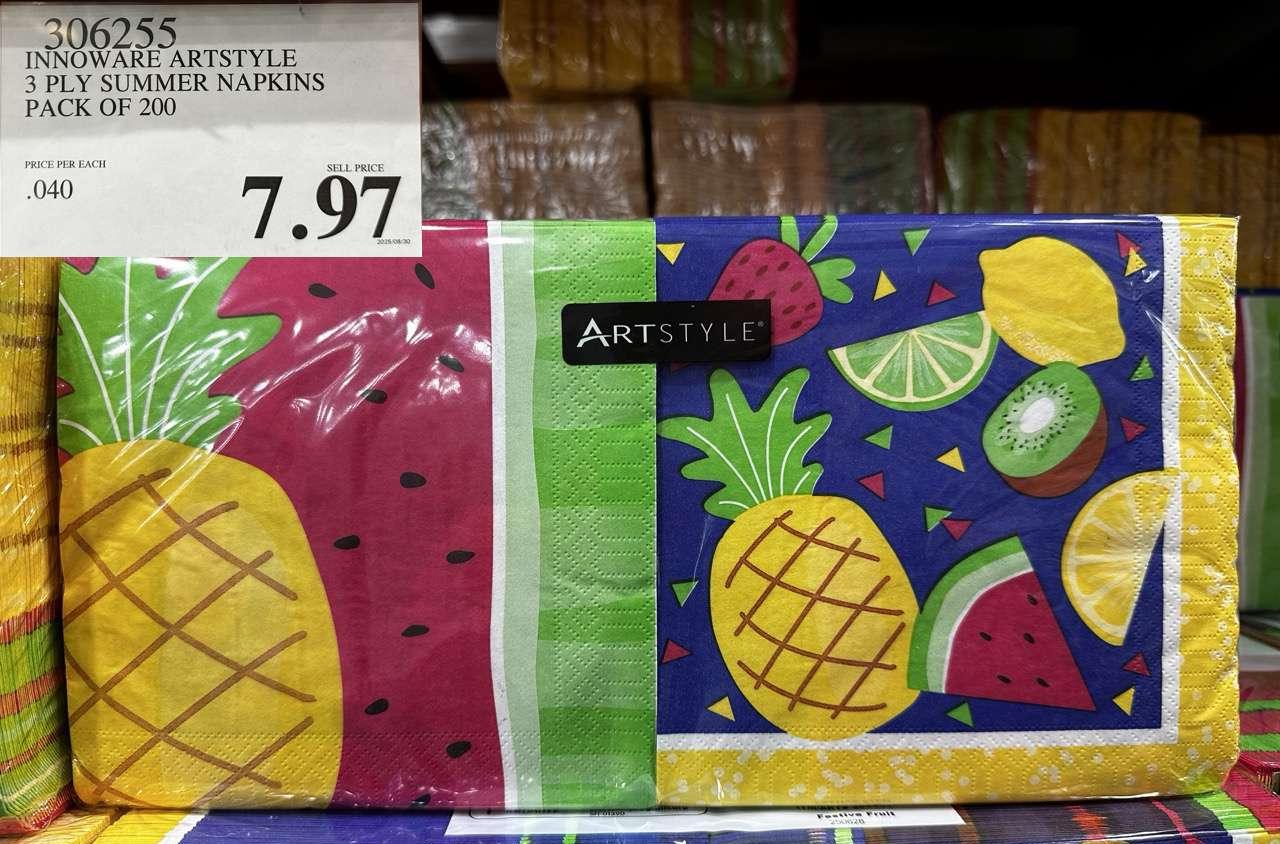 306255
INNOWARE ARTSTYLE
3 PLY SUMMER NAPKINS
PACK OF 200
PRICE PER EACH
.040
SELL PRICE
7.97
2025/08/30
ARTSTYLE®
Festive Fruit
250628